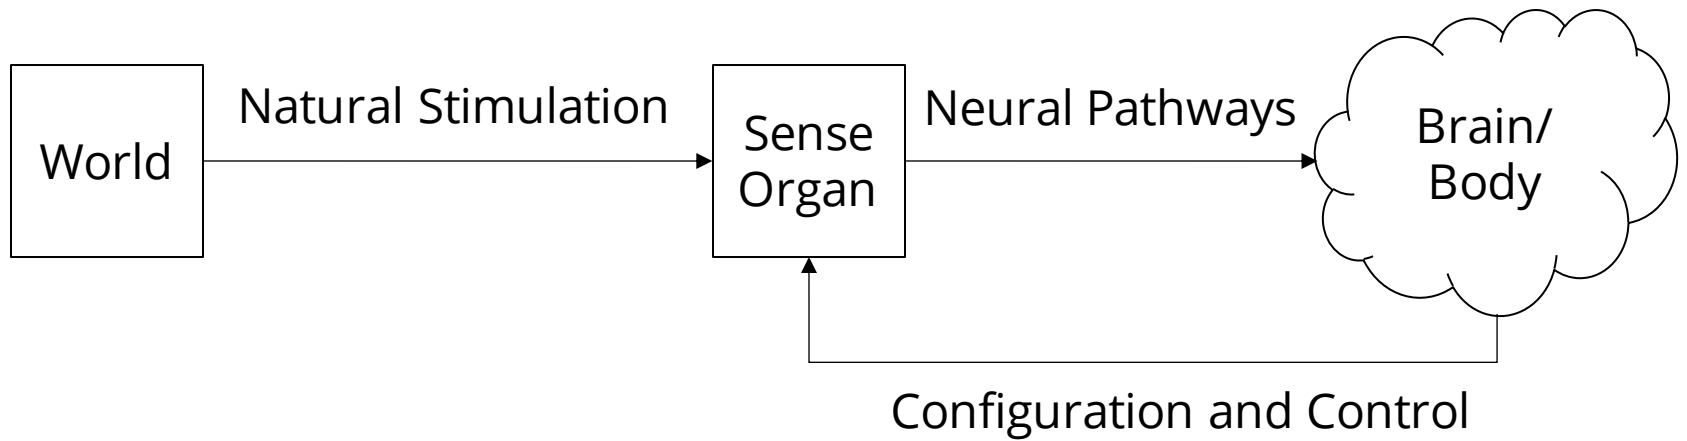 World
Natural Stimulation
Sense
Organ
Neural Pathways
Brain/
Body
Configuration and Control